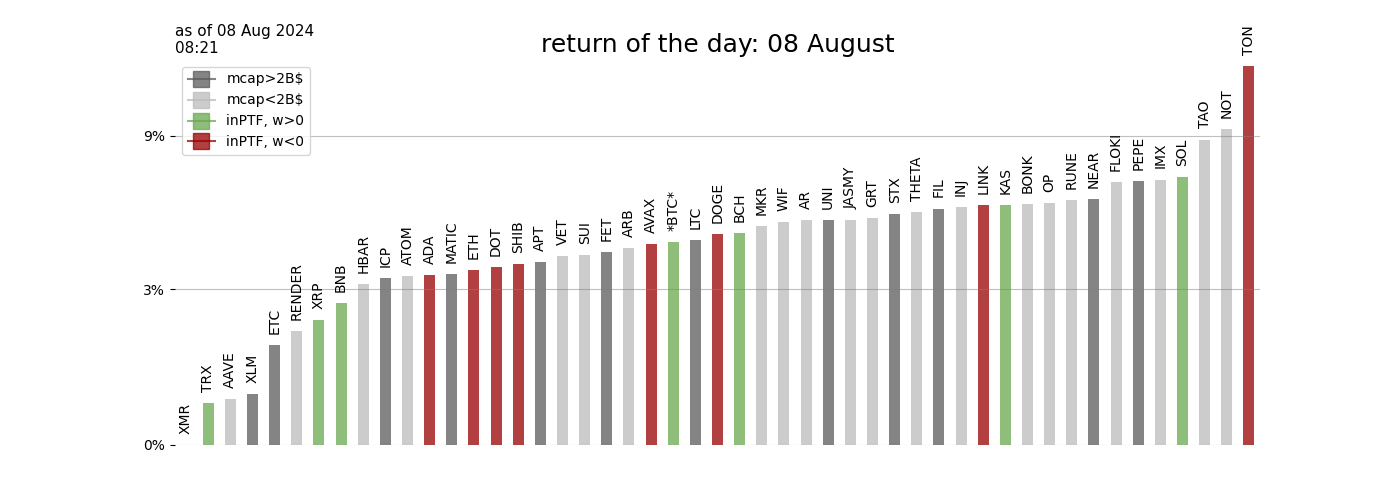 as of 08 Aug 2024
08:21
return of the day: 08 August
mcap>2B$
mcap<2B$
inPTF, w>0
inPTF, w<0
9%
3%
0%
XMR
TRX
AAVE
XLM
ETC
RENDER
XRP
BNB
HBAR
ICP
ATOM
ADA
MATIC
ETH
DOT
SHIB
APT
VET
SUI
FET
ARB
AVAX
*BTC*
LTC
DOGE
BCH
MKR
WIF
AR
UNI
JASMY
GRT
STX
THETA
FIL
INJ
LINK
KAS
BONK
OP
RUNE
NEAR
FLOKI
PEPE
IMX
SOL
TAO
NOT
TON